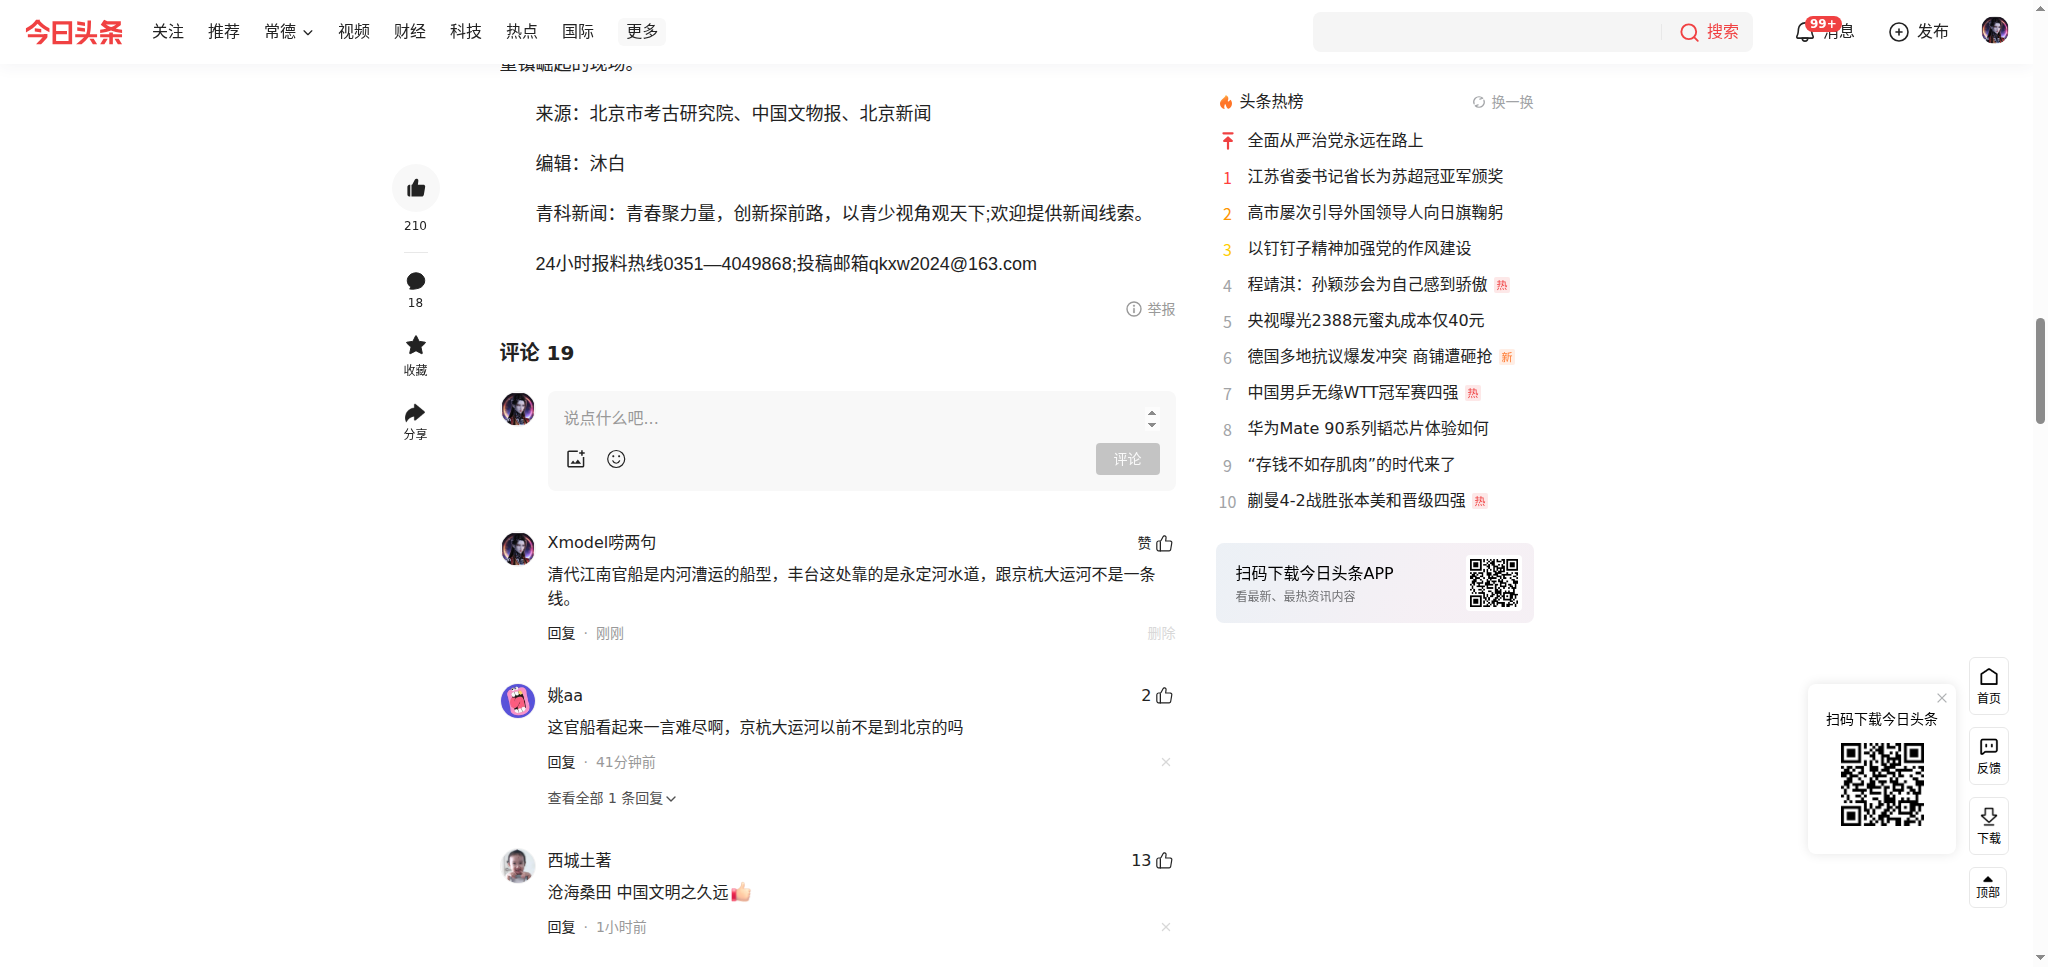 今日头条
关注 推荐 常德 视频 财经 科技 热点 国际 更多
搜索
99+
消息
发布
重镇崛起的现场。
来源：北京市考古研究院、中国文物报、北京新闻
编辑：沐白
青科新闻：青春聚力量，创新探前路，以青少视角观天下;欢迎提供新闻线索。
24小时报料热线0351—4049868;投稿邮箱qkxw2024@163.com
举报
210
18
收藏
分享
评论 19
说点什么吧...
评论
Xmodel唠两句
赞
清代江南官船是内河漕运的船型，丰台这处靠的是永定河水道，跟京杭大运河不是一条
线。
回复 · 刚刚
删除
姚aa
2
这官船看起来一言难尽啊，京杭大运河以前不是到北京的吗
回复 · 41分钟前
查看全部 1 条回复
西城土著
13
沧海桑田 中国文明之久远
回复 · 1小时前
头条热榜
换一换
全面从严治党永远在路上
1 江苏省委书记省长为苏超冠亚军颁奖
2 高市屡次引导外国领导人向日旗鞠躬
3 以钉钉子精神加强党的作风建设
4 程靖淇：孙颖莎会为自己感到骄傲 热
5 央视曝光2388元蜜丸成本仅40元
6 德国多地抗议爆发冲突 商铺遭砸抢 新
7 中国男乒无缘WTT冠军赛四强 热
8 华为Mate 90系列韬芯片体验如何
9 “存钱不如存肌肉”的时代来了
10 蒯曼4-2战胜张本美和晋级四强 热
扫码下载今日头条APP
看最新、最热资讯内容
扫码下载今日头条
首页
反馈
下载
顶部